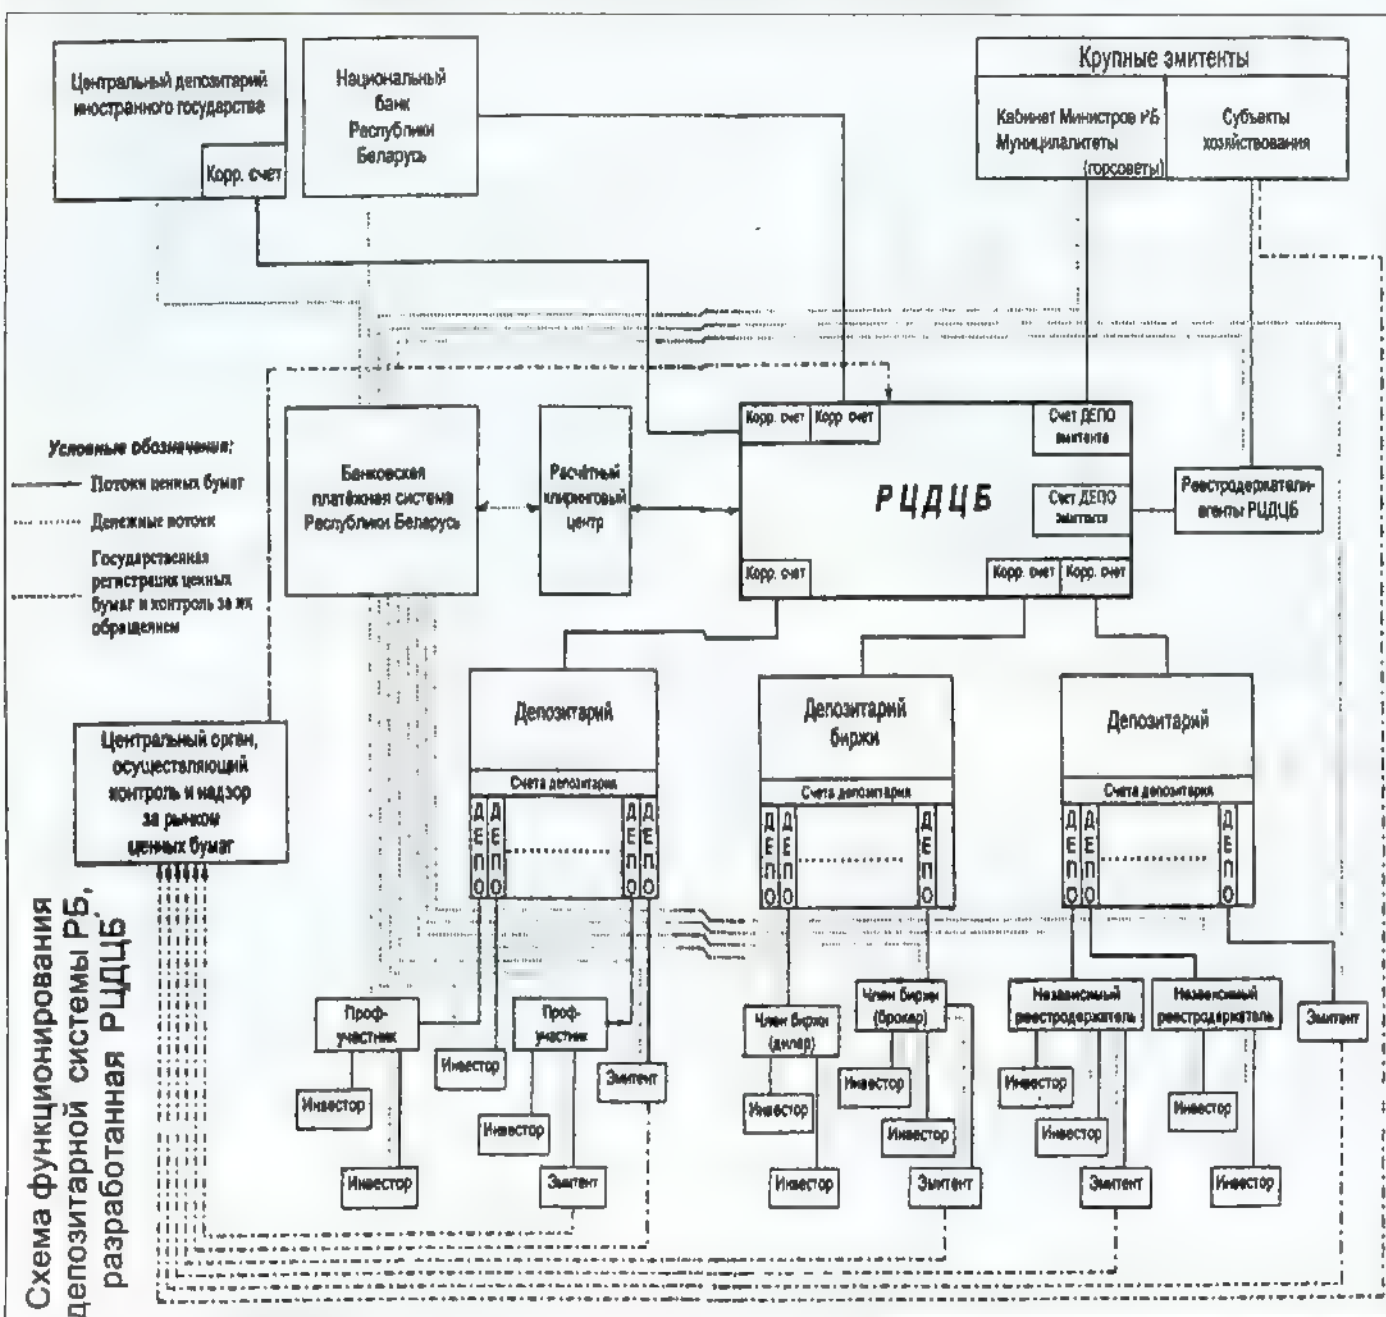 Центральный депозитарий
иностранного государства
Корр. счет
Национальный
банк
Республики
Беларусь
Крупные эмитенты
Кабинет Министров РБ
Муниципалитеты
(горсоветы)
Субъекты
хозяйствования
Условные обозначения:
Потоки ценных бумаг
Денежные потоки
Государственная
регистрация ценных
бумаг и контроль за их
обращением
Банковская
платёжная система
Республики Беларусь
Расчётный
клиринговый
центр
Корр. счет
Корр. счет
Счет ДЕПО
эмитента
РЦДЦБ
Счет ДЕПО
эмитента
Корр. счет
Корр. счет
Корр. счет
Реестродержатели-
агенты РЦДЦБ
Центральный орган,
осуществляющий
контроль и надзор
за рынком
ценных бумаг
Депозитарий
Счета депозитария
ДЕПО
ДЕПО
ДЕПО
ДЕПО
Депозитарий
биржи
Счета депозитария
ДЕПО
ДЕПО
ДЕПО
Депозитарий
Счета депозитария
ДЕПО
ДЕПО
ДЕПО
Проф-
участник
Инвестор
Инвестор
Инвестор
Проф-
участник
Инвестор
Эмитент
Эмитент
Член биржи
(дилер)
Инвестор
Инвестор
Член биржи
(брокер)
Инвестор
Инвестор
Эмитент
Независимый
реестродержатель
Инвестор
Инвестор
Эмитент
Независимый
реестродержатель
Инвестор
Инвестор
Эмитент
Схема функционирования
депозитарной системы РБ,
разработанная РЦДЦБ